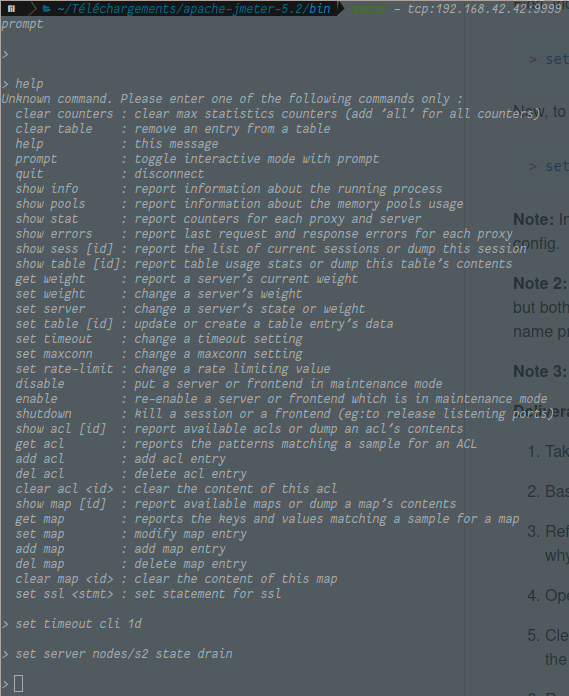 ~/Téléchargements/apache-jmeter-5.2/bin socat - tcp:192.168.42.42:9999
prompt
>
> help
Unknown command. Please enter one of the following commands only :
clear counters : clear max statistics counters (add 'all' for all counters)
clear table : remove an entry from a table
help : this message
prompt : toggle interactive mode with prompt
quit : disconnect
show info : report information about the running process
show pools : report information about the memory pools usage
show stat : report counters for each proxy and server
show errors : report last request and response errors for each proxy
show sess [id] : report the list of current sessions or dump this session
show table [id]: report table usage stats or dump this table's contents
get weight : report a server's current weight
set weight : change a server's weight
set server : change a server's state or weight
set table [id] : update or create a table entry's data
set timeout : change a timeout setting
set maxconn : change a maxconn setting
set rate-limit : change a rate limiting value
disable : put a server or frontend in maintenance mode
enable : re-enable a server or frontend which is in maintenance mode
shutdown : kill a session or a frontend (eg:to release listening ports)
show acl [id] : report available acls or dump an acl's contents
get acl : reports the patterns matching a sample for an ACL
add acl : add acl entry
del acl : delete acl entry
clear acl <id> : clear the content of this acl
show map [id] : report available maps or dump a map's contents
get map : reports the keys and values matching a sample for a map
set map : modify map entry
add map : add map entry
del map : delete map entry
clear map <id> : clear the content of this map
set ssl <stmt> : set statement for ssl
> set timeout cli 1d
> set server nodes/s2 state drain
>
> set
Now, to
> set
Note: In
config.
Note 2:
but both
name pr
Note 3:
Delivera
1. Tak
2. Bas
3. Ref
why
4. Ope
5. Cle
the